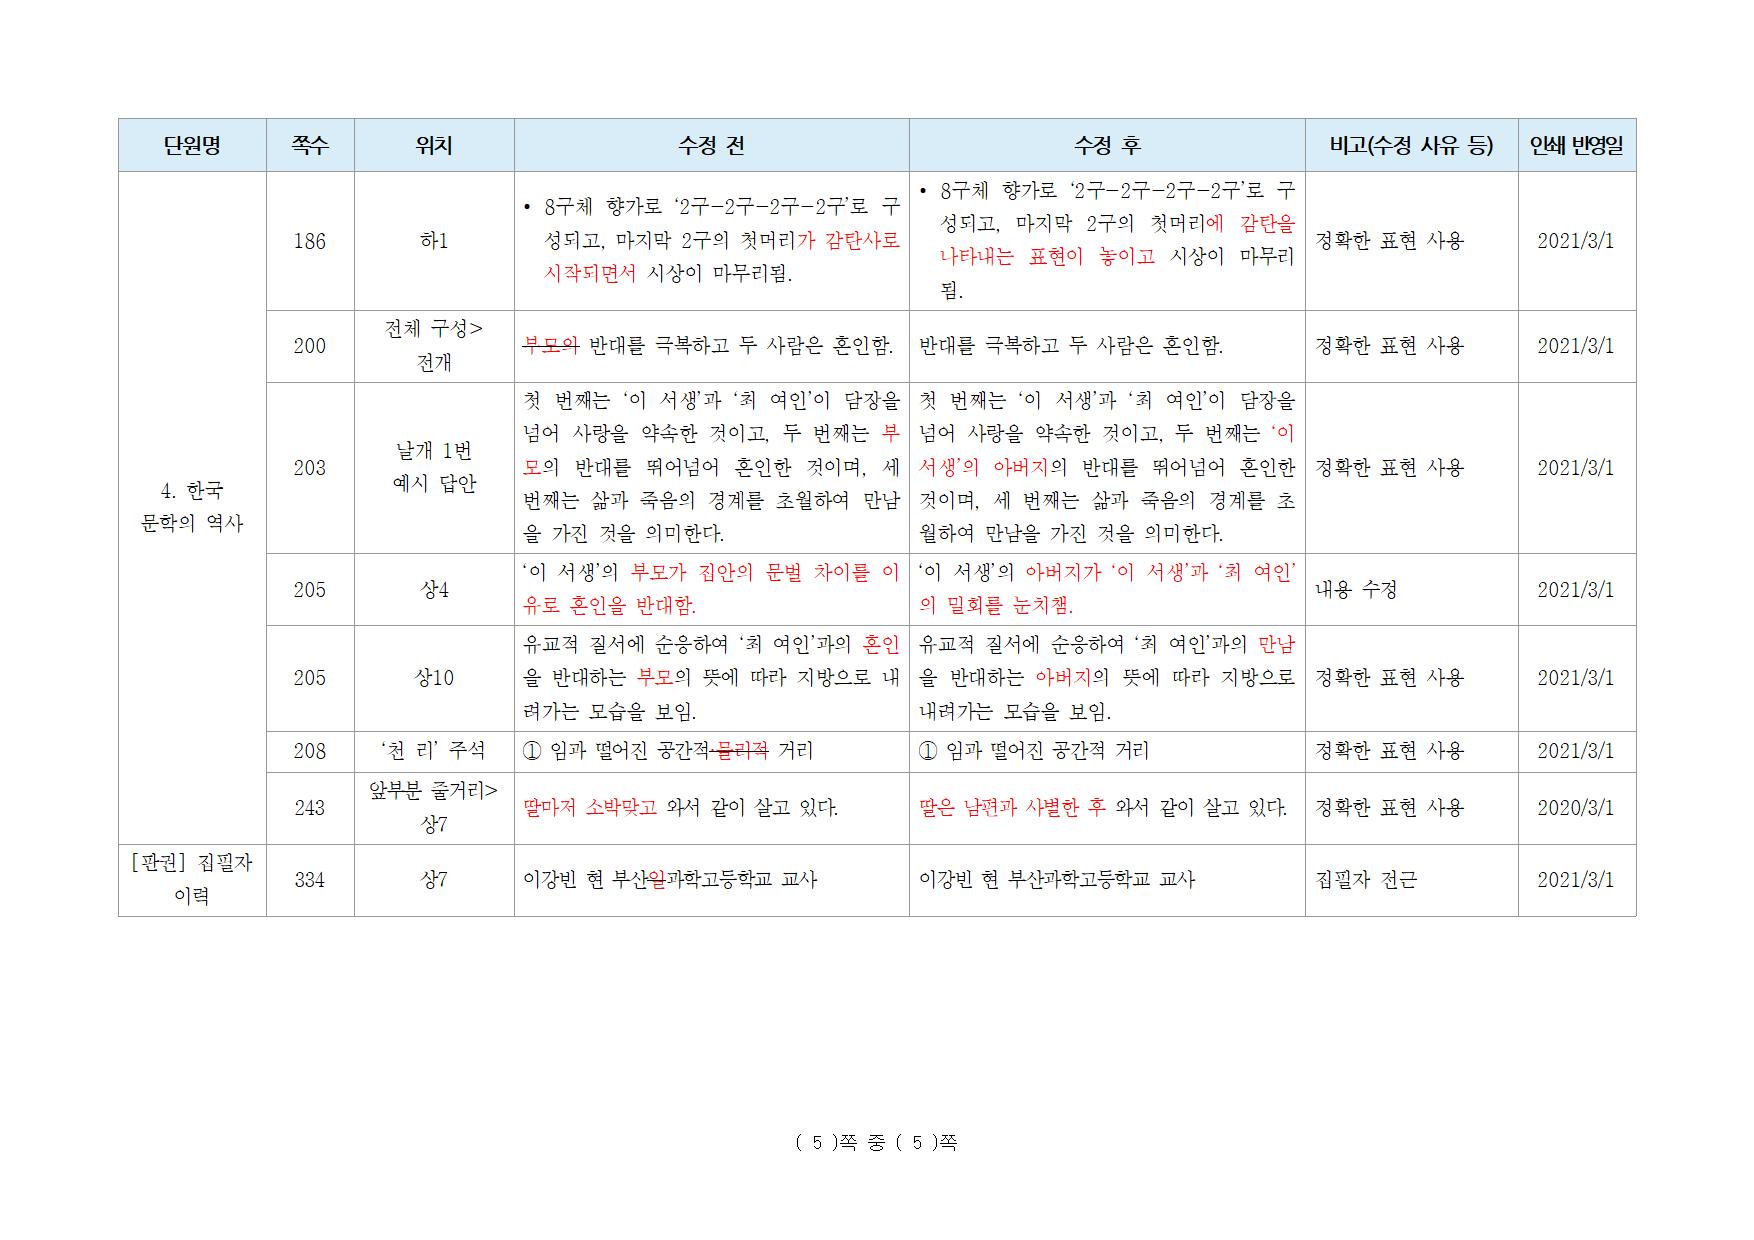 단원명 쪽수 위치 수정 전 수정 후 비고(수정 사유 등) 인쇄 반영일
4. 한국
문학의 역사
186 하1
• 8구체 향가로 ‘2구-2구-2구-2구’로 구
성되고, 마지막 2구의 첫머리가 감탄사로
시작되면서 시상이 마무리됨.
• 8구체 향가로 ‘2구-2구-2구-2구’로 구
성되고, 마지막 2구의 첫머리에 감탄을
나타내는 표현이 놓이고 시상이 마무리
됨.
정확한 표현 사용 2021/3/1
200
전체 구성>
전개
부모의 반대를 극복하고 두 사람은 혼인함.
반대를 극복하고 두 사람은 혼인함.
정확한 표현 사용 2021/3/1
203
날개 1번
예시 답안
첫 번째는 ‘이 서생’과 ‘최 여인’이 담장을
넘어 사랑을 약속한 것이고, 두 번째는 부
모의 반대를 뛰어넘어 혼인한 것이며, 세
번째는 삶과 죽음의 경계를 초월하여 만남
을 가진 것을 의미한다.
첫 번째는 ‘이 서생’과 ‘최 여인’이 담장을
넘어 사랑을 약속한 것이고, 두 번째는 ‘이
서생’의 아버지의 반대를 뛰어넘어 혼인한
것이며, 세 번째는 삶과 죽음의 경계를 초
월하여 만남을 가진 것을 의미한다.
정확한 표현 사용 2021/3/1
205 상4
‘이 서생’의 부모가 집안의 문벌 차이를 이
유로 혼인을 반대함.
‘이 서생’의 아버지가 ‘이 서생’과 ‘최 여인’
의 밀회를 눈치챔.
내용 수정 2021/3/1
205 상10
유교적 질서에 순응하여 ‘최 여인’과의 혼인
을 반대하는 부모의 뜻에 따라 지방으로 내
려가는 모습을 보임.
유교적 질서에 순응하여 ‘최 여인’과의 만남
을 반대하는 아버지의 뜻에 따라 지방으로
내려가는 모습을 보임.
정확한 표현 사용 2021/3/1
208 ‘천 리’ 주석
① 임과 떨어진 공간적·물리적 거리
① 임과 떨어진 공간적 거리
정확한 표현 사용 2021/3/1
243
앞부분 줄거리>
상7
딸마저 소박맞고 와서 같이 살고 있다.
딸은 남편과 사별한 후 와서 같이 살고 있다.
정확한 표현 사용 2020/3/1
[판권] 집필자
이력
334 상7
이강빈 현 부산일과학고등학교 교사
이강빈 현 부산과학고등학교 교사
집필자 전근 2021/3/1
( 5 )쪽 중 ( 5 )쪽